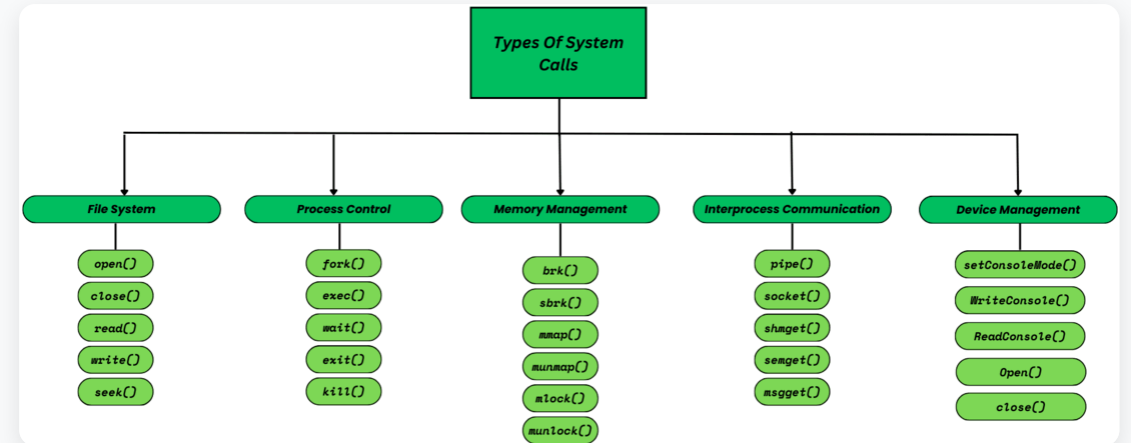 Types Of System
Calls
File System
open()
close()
read()
write()
seek()
Process Control
fork()
exec()
wait()
exit()
kill()
Memory Management
brk()
sbrk()
mmap()
munmap()
mlock()
munlock()
Interprocess Communication
pipe()
socket()
shmget()
semget()
msgget()
Device Management
setConsoleMode()
WriteConsole()
ReadConsole()
Open()
close()